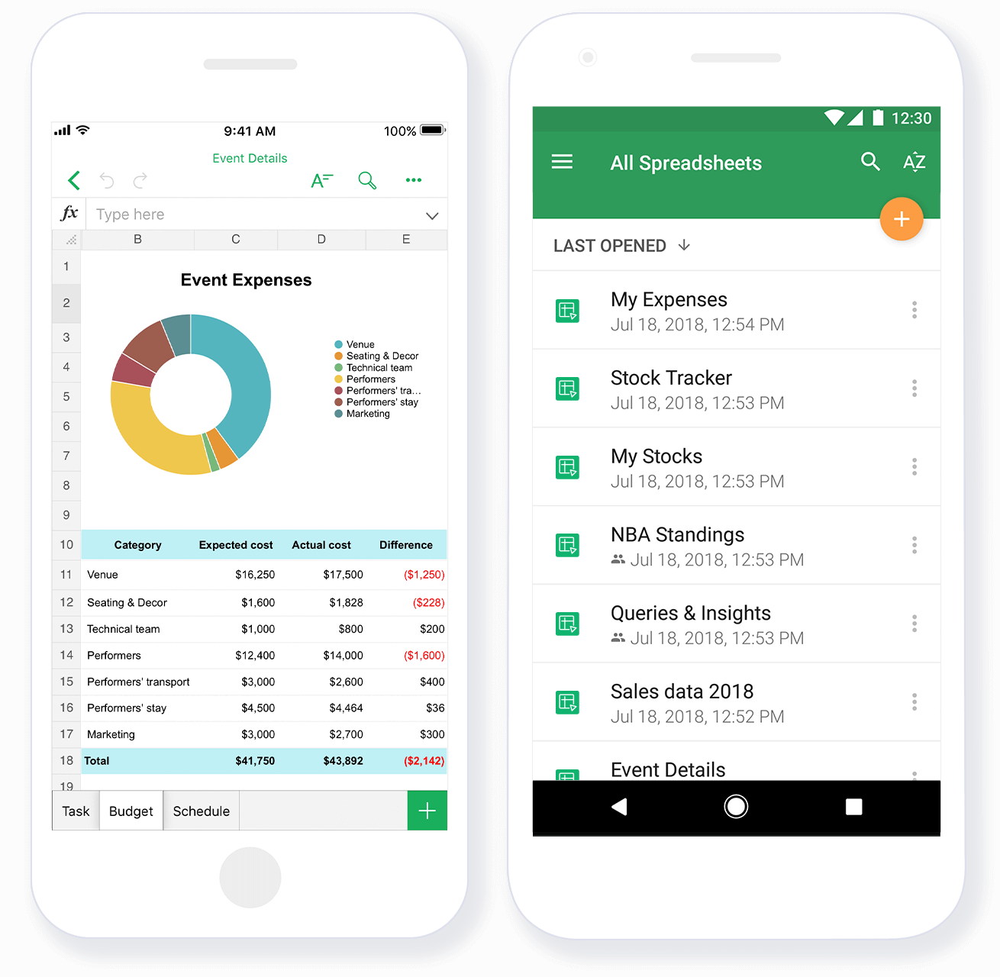 9:41 AM 100%
Event Details
A
fx Type here
B C D E
1
Event Expenses
2
3
4
5
6
7
8
9
Venue
Seating & Decor
Technical team
Performers
Performers' tra...
Performers' stay
Marketing
10 Category Expected cost Actual cost Difference
11 Venue $16,250 $17,500 ($1,250)
12 Seating & Decor $1,600 $1,828 ($228)
13 Technical team $1,000 $800 $200
14 Performers $12,400 $14,000 ($1,600)
15 Performers' transport $3,000 $2,600 $400
16 Performers' stay $4,500 $4,464 $36
17 Marketing $3,000 $2,700 $300
18 Total $41,750 $43,892 ($2,142)
19
Task Budget Schedule
12:30
All Spreadsheets AZ
LAST OPENED
My Expenses
Jul 18, 2018, 12:54 PM
Stock Tracker
Jul 18, 2018, 12:53 PM
My Stocks
Jul 18, 2018, 12:53 PM
NBA Standings
Jul 18, 2018, 12:53 PM
Queries & Insights
Jul 18, 2018, 12:53 PM
Sales data 2018
Jul 18, 2018, 12:52 PM
Event Details